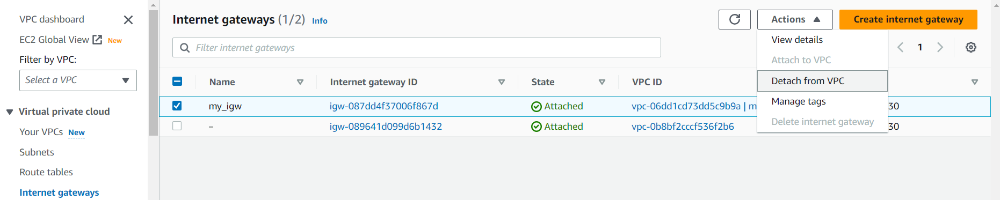 VPC dashboard
EC2 Global View New
Filter by VPC:
Select a VPC
Virtual private cloud
Your VPCs New
Subnets
Route tables
Internet gateways
Internet gateways (1/2) Info
Actions
Create internet gateway
Filter internet gateways
1
View details
Attach to VPC
Detach from VPC
Manage tags
Delete internet gateway
Name Internet gateway ID State VPC ID
my_igw igw-087dd4f37006f867d Attached vpc-06dd1cd73dd5c9b9a | 30
– igw-089641d099d6b1432 Attached vpc-0b8bf2cccf536f2b6 30